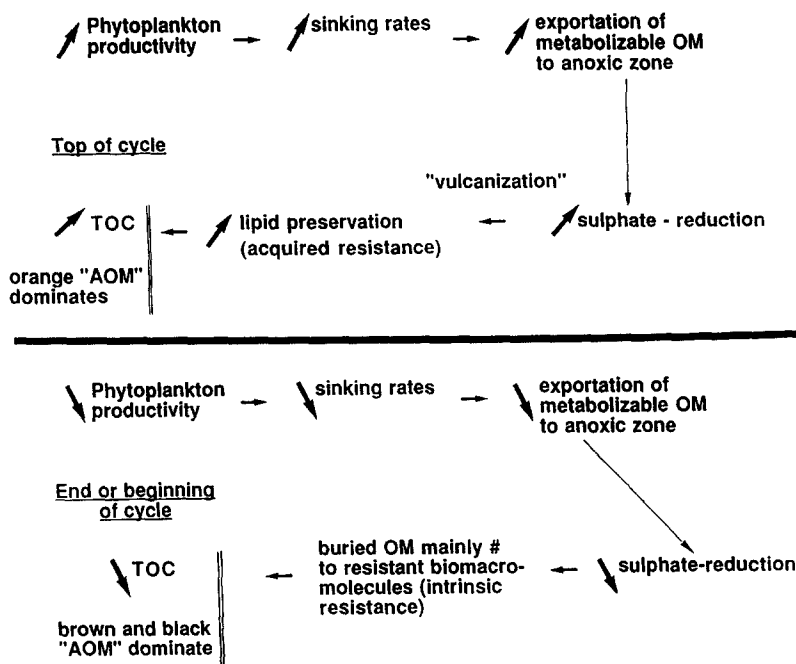 Phytoplankton
productivity
sinking rates
exportation of
metabolizable OM
to anoxic zone
Top of cycle
"vulcanization"
TOC
lipid preservation
(acquired resistance)
sulphate - reduction
orange "AOM"
dominates
Phytoplankton
productivity
sinking rates
exportation of
metabolizable OM
to anoxic zone
End or beginning
of cycle
TOC
buried OM mainly #
to resistant biomacro-
molecules (intrinsic
resistance)
sulphate-reduction
brown and black
"AOM" dominate